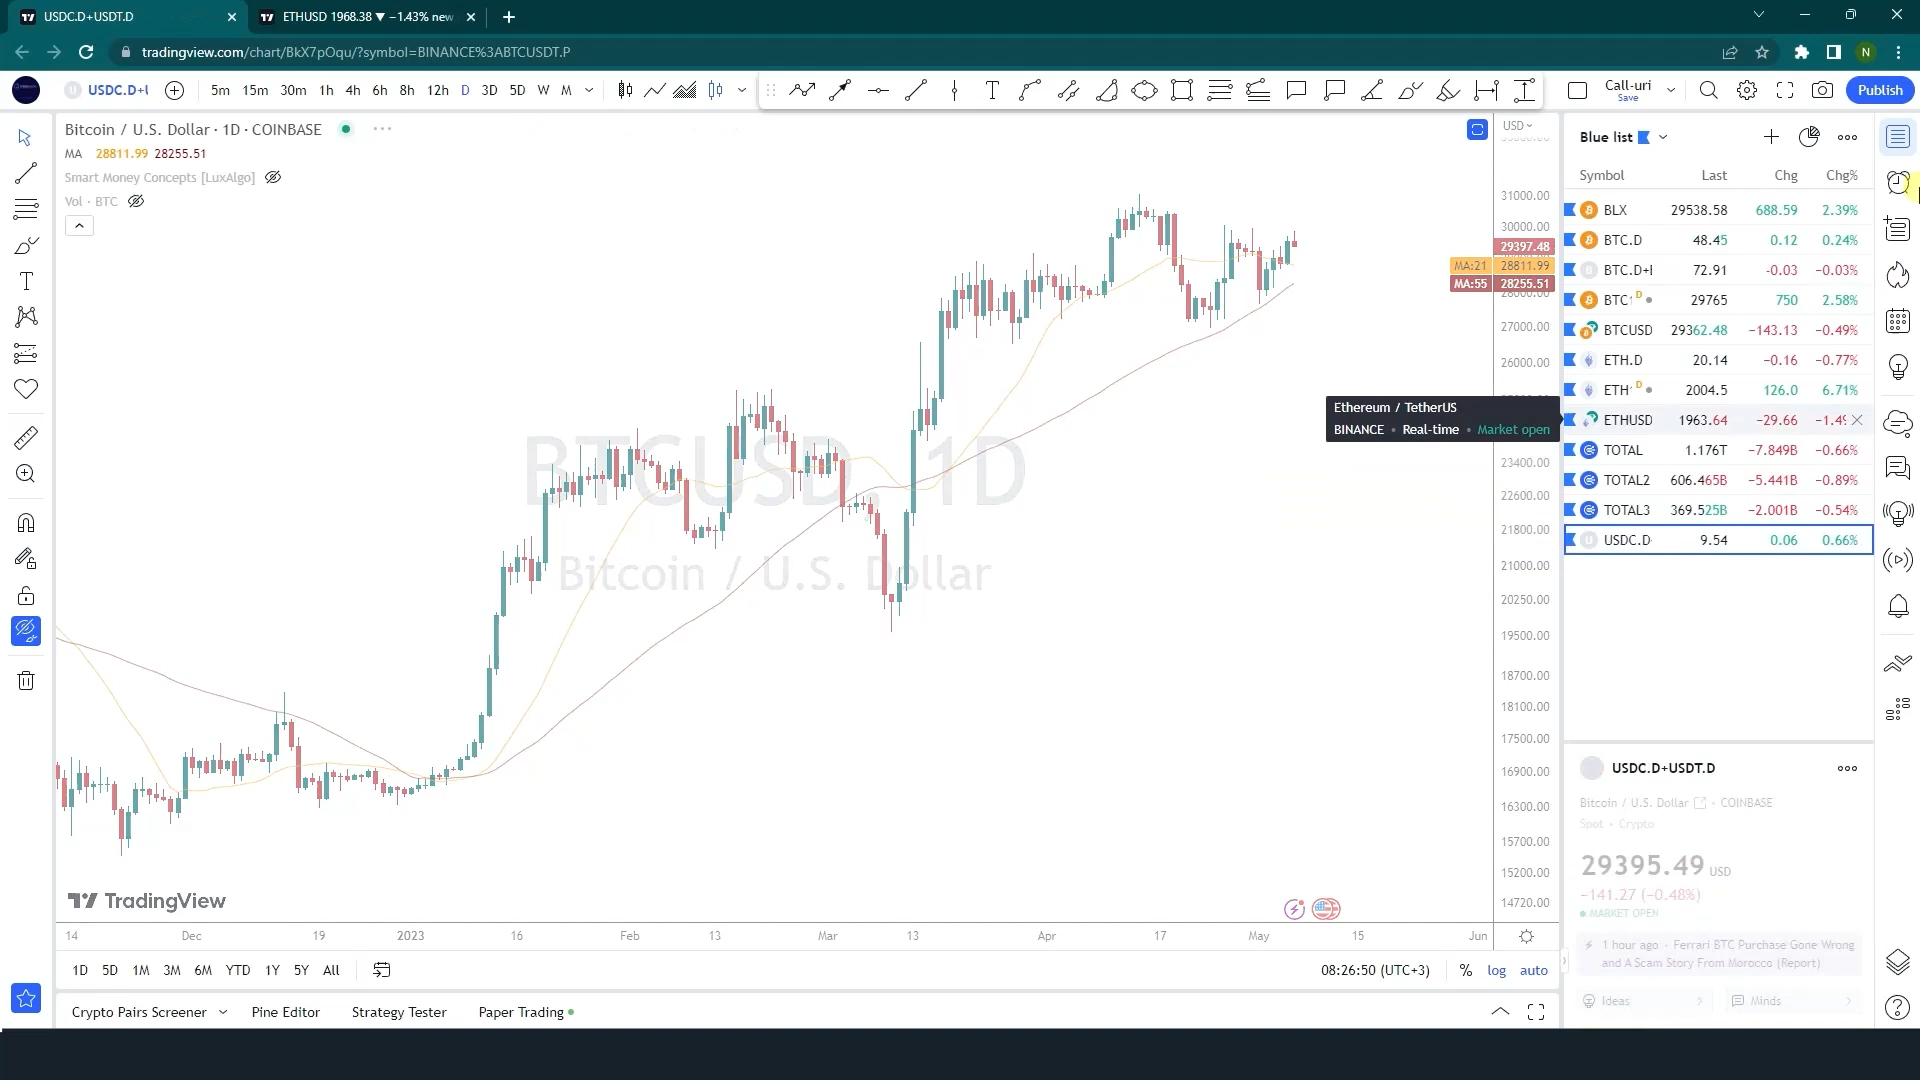 USDC.D+USDT.D
ETHUSD 1968.38 ▼ −1.43% new
tradingview.com/chart/BkX7pOqu/?symbol=BINANCE%3ABTCUSDT.P
N
USDC.D+U
5m 15m 30m 1h 4h 6h 8h 12h D 3D 5D W M
Call-uri
Save
Publish
Bitcoin / U.S. Dollar · 1D · COINBASE
MA 28811.99 28255.51
Smart Money Concepts [LuxAlgo]
Vol · BTC
USD
31000.00
30000.00
29397.48
MA:21 28811.99
MA:55 28255.51
28000.00
27000.00
26000.00
23400.00
22600.00
21800.00
21000.00
20250.00
19500.00
18700.00
18100.00
17500.00
16900.00
16300.00
15700.00
15200.00
14720.00
BTCUSD, 1D
Bitcoin / U.S. Dollar
Ethereum / TetherUS
BINANCE • Real-time • Market open
TradingView
14 Dec 19 2023 16 Feb 13 Mar 13 Apr 17 May 15 Jun
1D 5D 1M 3M 6M YTD 1Y 5Y All
08:26:50 (UTC+3) % log auto
Crypto Pairs Screener Pine Editor Strategy Tester Paper Trading
Blue list
Symbol Last Chg Chg%
BLX 29538.58 688.59 2.39%
BTC.D 48.45 0.12 0.24%
BTC.D+I 72.91 -0.03 −0.03%
BTC1 D 29765 750 2.58%
BTCUSD 29362.48 −143.13 −0.49%
ETH.D 20.14 −0.16 −0.77%
ETH1 D 2004.5 126.0 6.71%
ETHUSD 1963.64 −29.66 −1.49
TOTAL 1.176T −7.849B −0.66%
TOTAL2 606.465B −5.441B −0.89%
TOTAL3 369.525B −2.001B −0.54%
USDC.D 9.54 0.06 0.66%
USDC.D+USDT.D
Bitcoin / U.S. Dollar · COINBASE
Spot • Crypto
29395.49 USD
−141.27 (−0.48%)
MARKET OPEN
1 hour ago · Ferrari BTC Purchase Gone Wrong
and A Scam Story From Morocco (Report)
Ideas
Minds